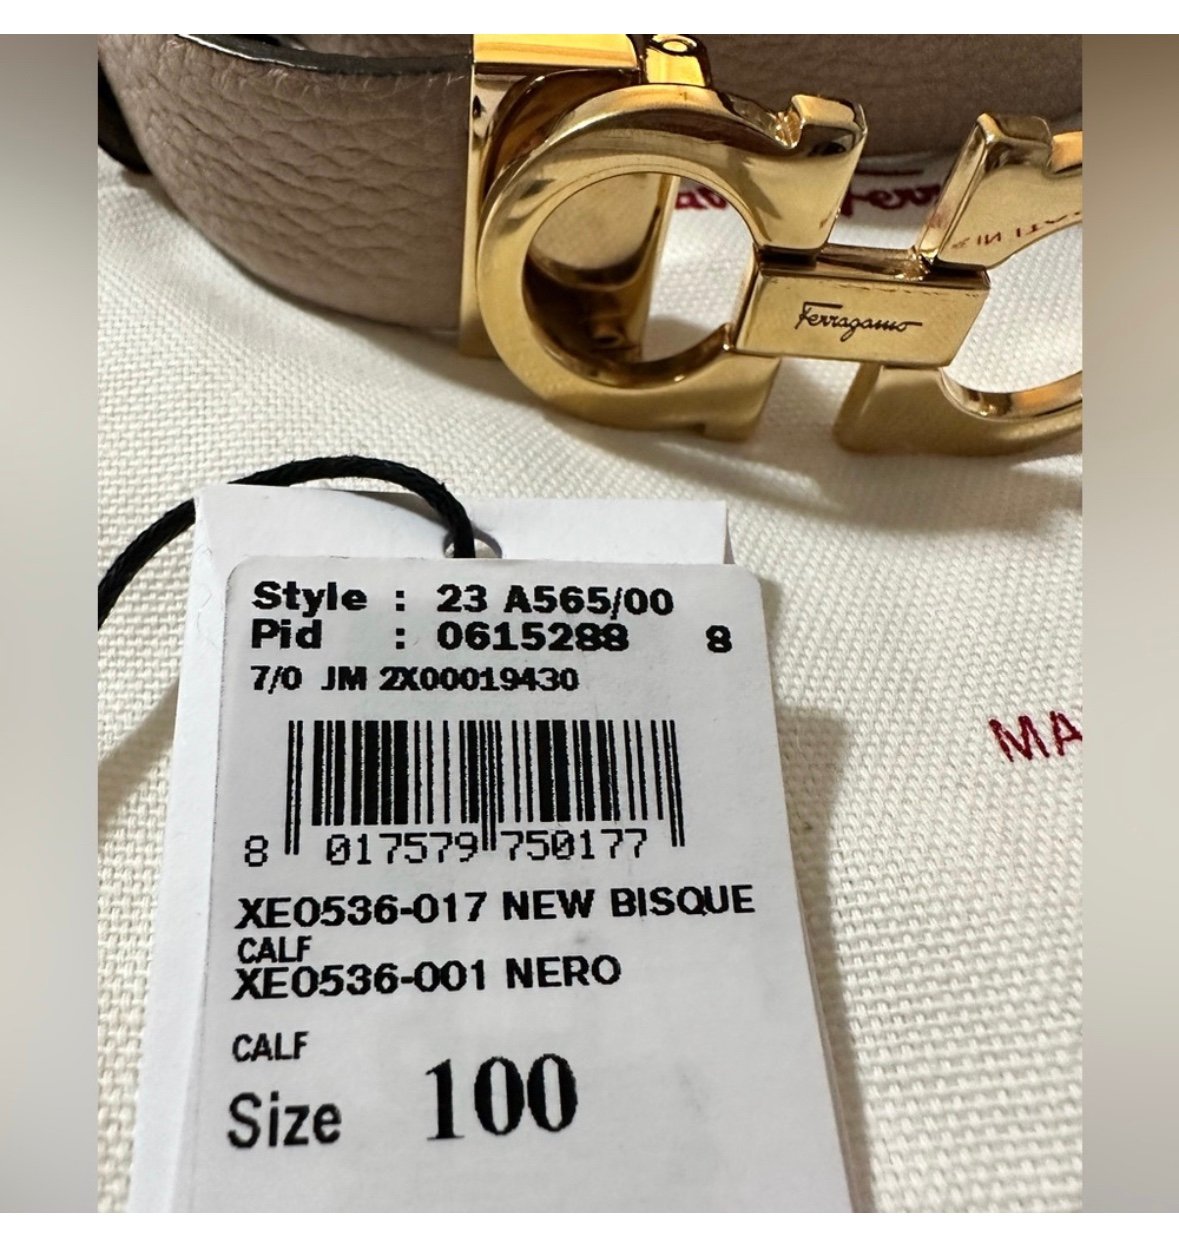 Ferragamo
Style : 23 A565/00
Pid : 0615288 8
7/0 JM 2X00019430
8 017579 750177
XE0536-017 NEW BISQUE
CALF
XE0536-001 NERO
CALF
Size 100
MA